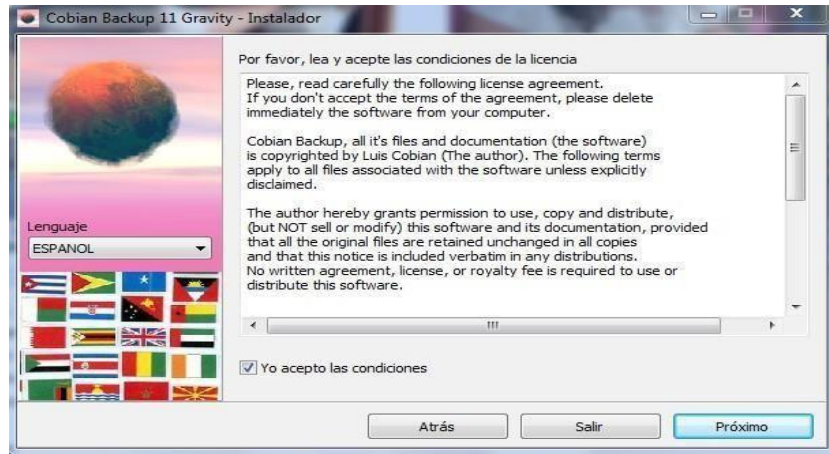 Cobian Backup 11 Gravity - Instalador
Por favor, lea y acepte las condiciones de la licencia
Please, read carefully the following license agreement.
If you don't accept the terms of the agreement, please delete
immediately the software from your computer.
Cobian Backup, all it's files and documentation (the software)
is copyrighted by Luis Cobian (The author). The following terms
apply to all files associated with the software unless explicitly
disclaimed.
The author hereby grants permission to use, copy and distribute,
(but NOT sell or modify) this software and its documentation, provided
that all the original files are retained unchanged in all copies
and that this notice is included verbatim in any distributions.
No written agreement, license, or royalty fee is required to use or
distribute this software.
Lenguaje
ESPANOL
Yo acepto las condiciones
Atrás
Salir
Próximo